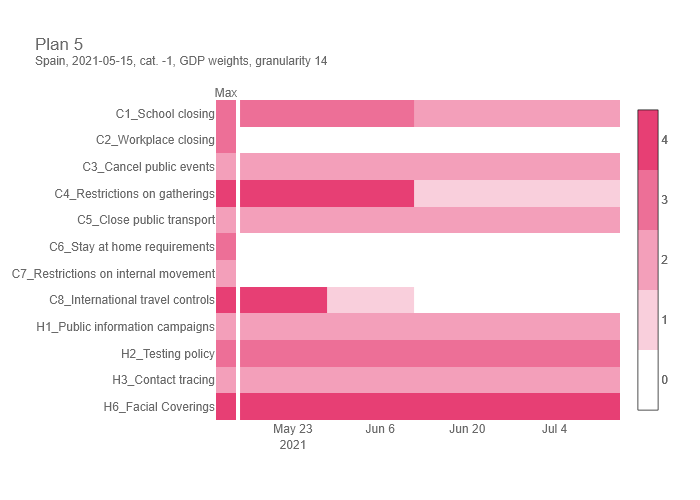 Plan 5
Spain, 2021-05-15, cat. -1, GDP weights, granularity 14
Max
C1_School closing
C2_Workplace closing
C3_Cancel public events
C4_Restrictions on gatherings
C5_Close public transport
C6_Stay at home requirements
C7_Restrictions on internal movement
C8_International travel controls
H1_Public information campaigns
H2_Testing policy
H3_Contact tracing
H6_Facial Coverings
May 23
2021
Jun 6
Jun 20
Jul 4
4
3
2
1
0